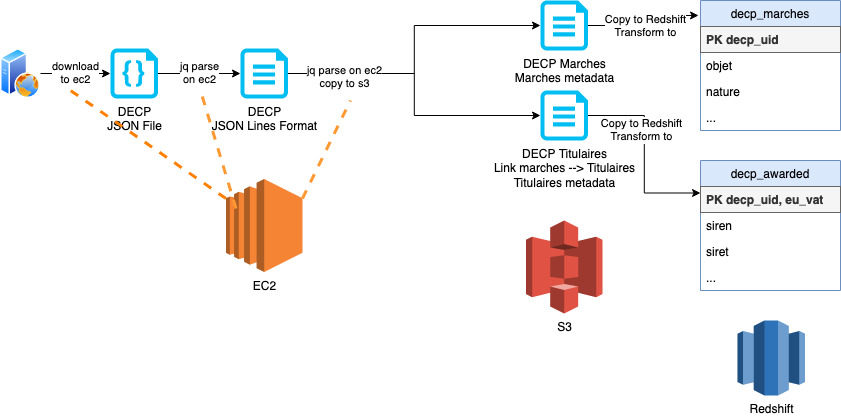 download
to ec2
DECP
JSON File
jq parse
on ec2
DECP
JSON Lines Format
jq parse on ec2
copy to s3
EC2
DECP Marches
Marches metadata
Copy to Redshift
Transform to
DECP Titulaires
Link marches --> Titulaires
Titulaires metadata
Copy to Redshift
Transform to
S3
decp_marches
PK decp_uid
objet
nature
...
decp_awarded
PK decp_uid, eu_vat
siren
siret
...
Redshift